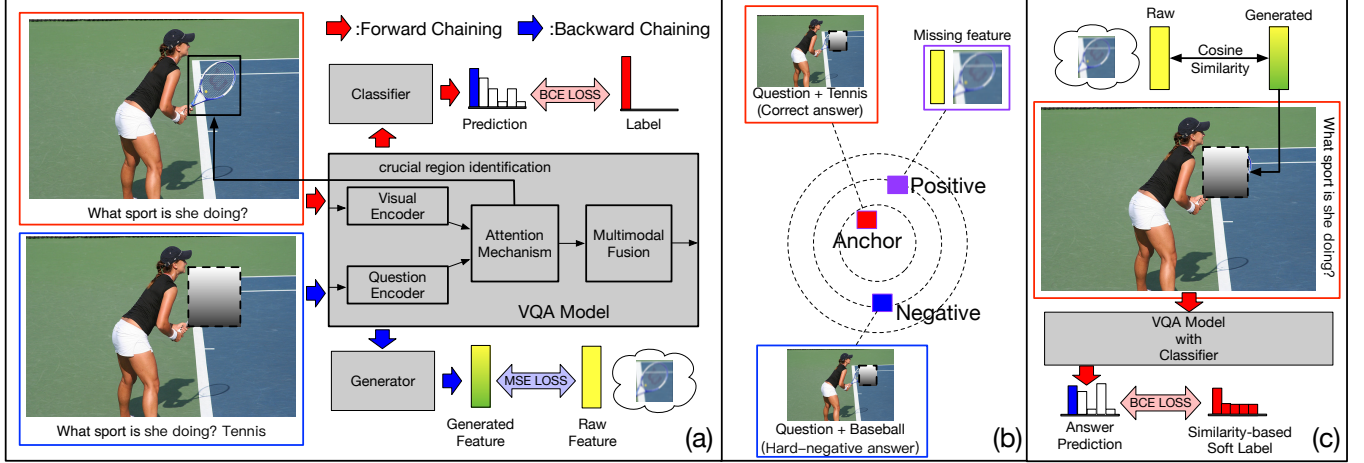 :Forward Chaining
:Backward Chaining
What sport is she doing?
Classifier
Prediction
BCE LOSS
Label
crucial region identification
Visual
Encoder
Question
Encoder
Attention
Mechanism
Multimodal
Fusion
VQA Model
What sport is she doing? Tennis
Generator
Generated
Feature
MSE LOSS
Raw
Feature
(a)
Missing feature
Question + Tennis
(Correct answer)
Positive
Anchor
Negative
Question + Baseball
(Hard–negative answer)
(b)
Raw
Generated
Cosine
Similarity
What sport is she doing?
VQA Model
with
Classifier
Answer
Prediction
BCE LOSS
Similarity-based
Soft Label
(c)